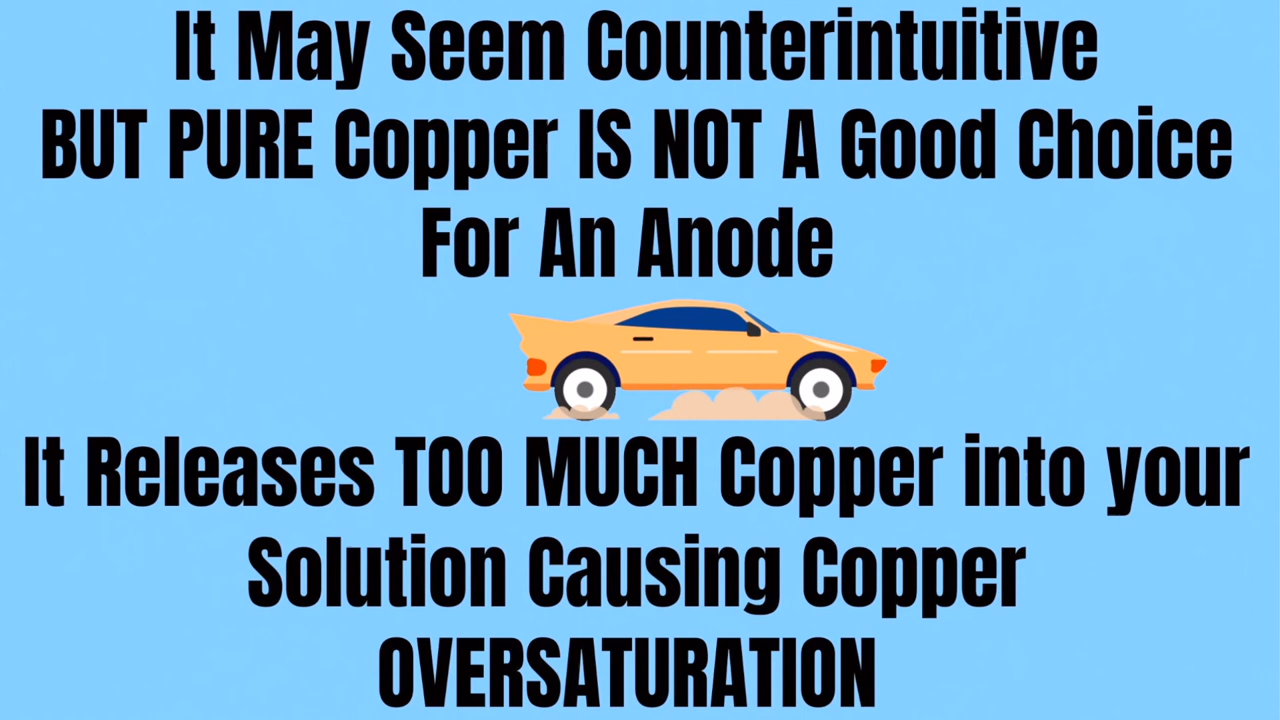 It May Seem Counterintuitive
BUT PURE Copper IS NOT A Good Choice
For An Anode
It Releases TOO MUCH Copper into your
Solution Causing Copper
OVERSATURATION